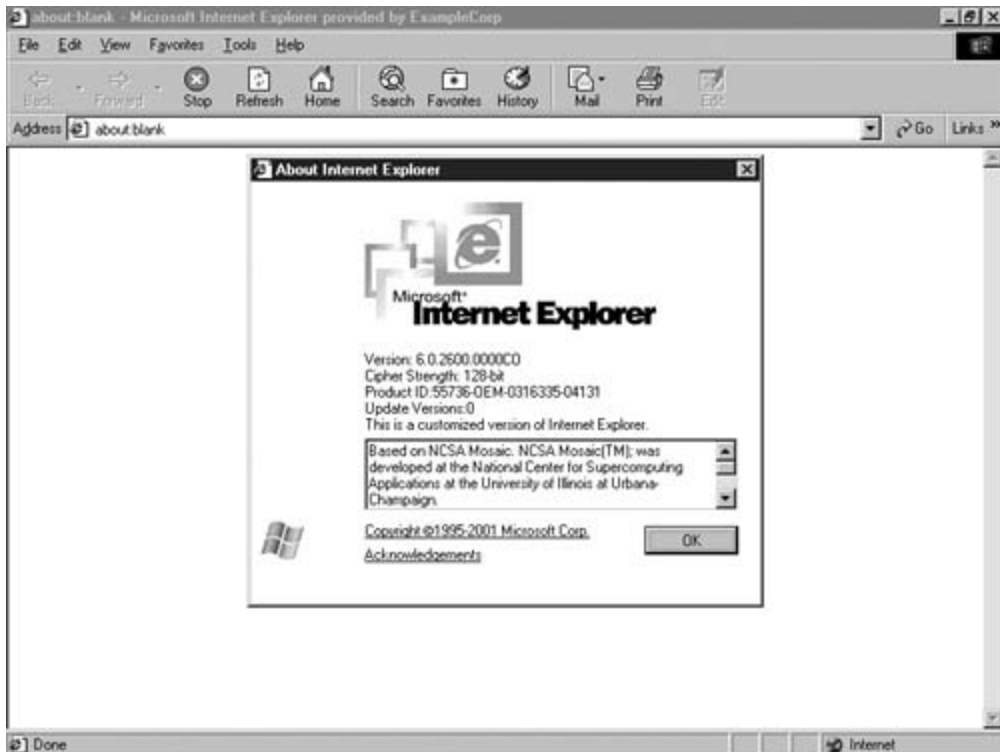 about:blank - Microsoft Internet Explorer provided by ExampleCorp
File Edit View Favorites Tools Help
Back Forward Stop Refresh Home Search Favorites History Mail Print Edit
Address about:blank Go Links »
About Internet Explorer
Microsoft
Internet Explorer
Version: 6.0.2600.0000CO
Cipher Strength: 128-bit
Product ID:55736-OEM-0316335-04131
Update Versions:0
This is a customized version of Internet Explorer.
Based on NCSA Mosaic. NCSA Mosaic(TM); was
developed at the National Center for Supercomputing
Applications at the University of Illinois at Urbana-
Champaign.
Copyright ©1995-2001 Microsoft Corp.
OK
Acknowledgements
Done Internet